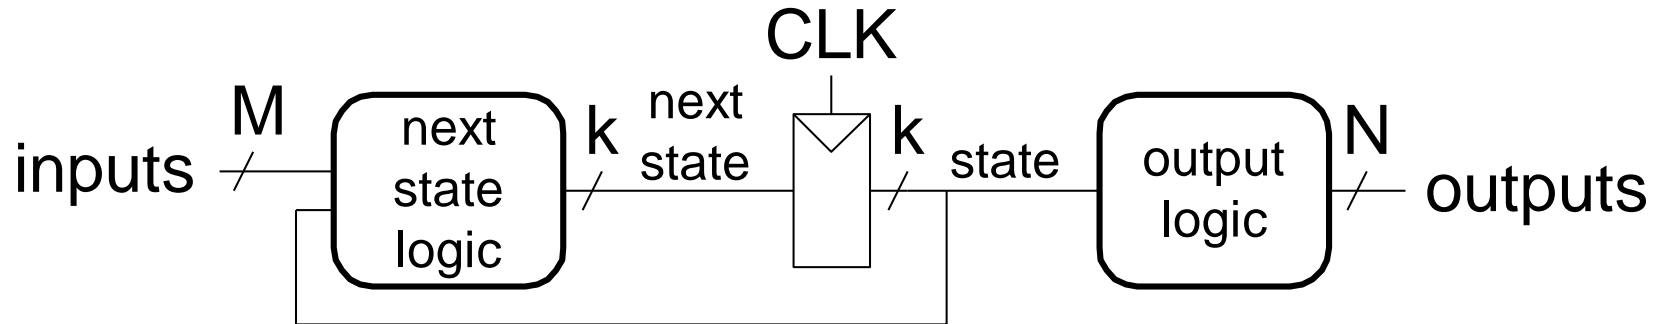 CLK
inputs
M
next
state
logic
k
next
state
k
state
output
logic
N
outputs